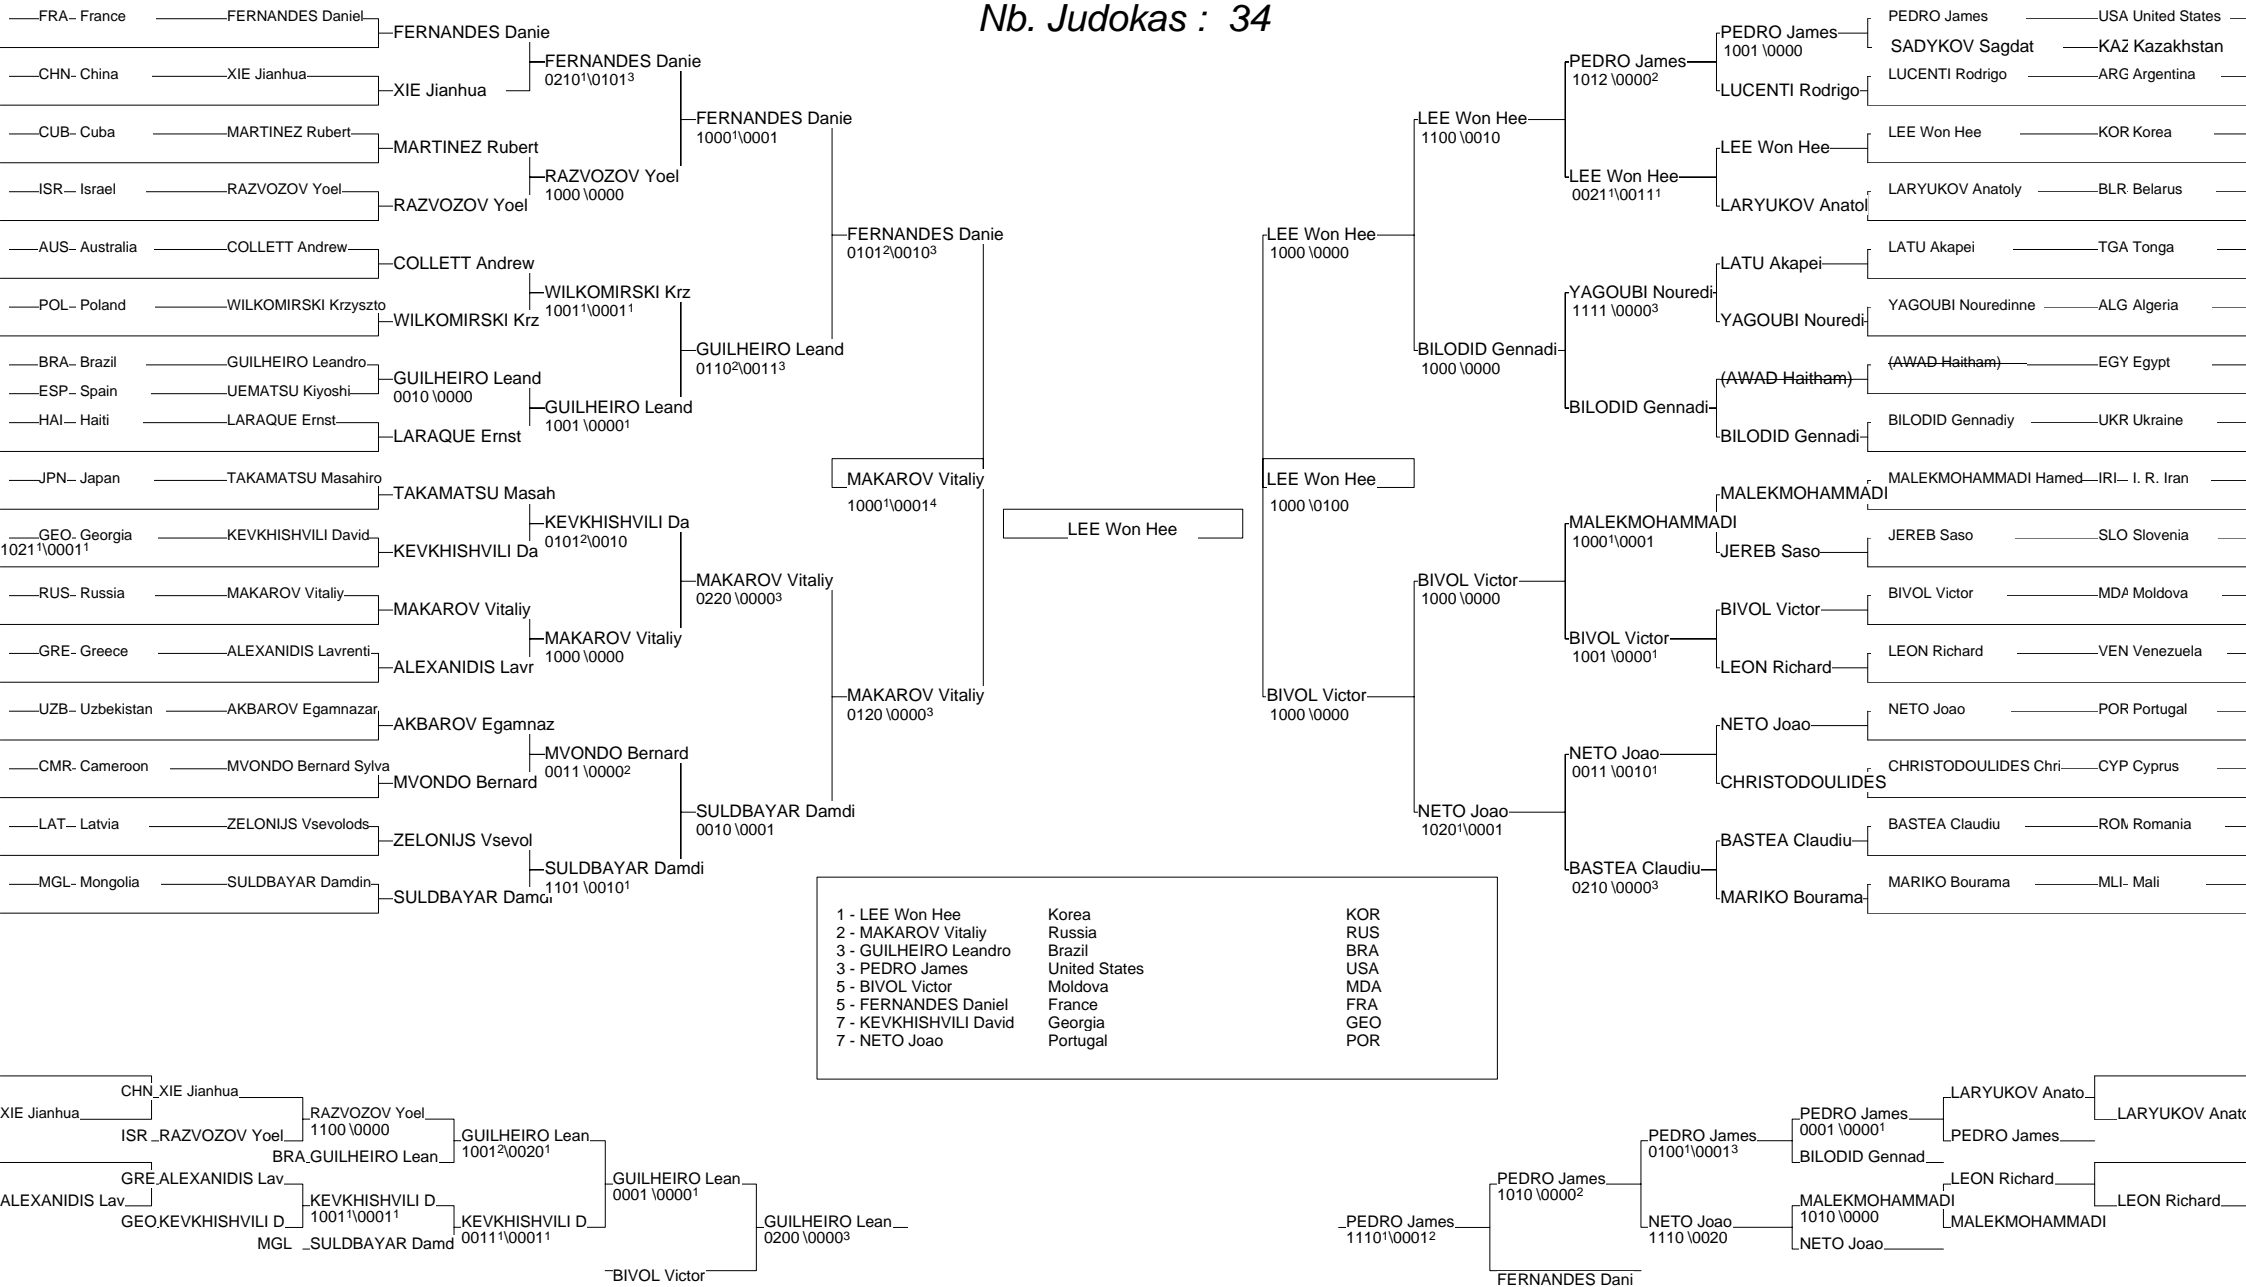 Nb. Judokas : 34
FRA France FERNANDES Daniel
CHN China XIE Jianhua
CUB Cuba MARTINEZ Rubert
ISR Israel RAZVOZOV Yoel
AUS Australia COLLETT Andrew
POL Poland WILKOMIRSKI Krzyszto
BRA Brazil GUILHEIRO Leandro
ESP Spain UEMATSU Kiyoshi
HAI Haiti LARAQUE Ernst
JPN Japan TAKAMATSU Masahiro
GEO Georgia KEVKHISHVILI David
1021¹\0001¹
RUS Russia MAKAROV Vitaliy
GRE Greece ALEXANIDIS Lavrenti
UZB Uzbekistan AKBAROV Egamnazar
CMR Cameroon MVONDO Bernard Sylva
LAT Latvia ZELONIJS Vsevolods
MGL Mongolia SULDBAYAR Damdin
FERNANDES Danie
XIE Jianhua
MARTINEZ Rubert
RAZVOZOV Yoel
COLLETT Andrew
WILKOMIRSKI Krz
GUILHEIRO Leand
0010 \0000
LARAQUE Ernst
TAKAMATSU Masah
KEVKHISHVILI Da
MAKAROV Vitaliy
ALEXANIDIS Lavr
AKBAROV Egamnaz
MVONDO Bernard
ZELONIJS Vsevol
SULDBAYAR Damdi
FERNANDES Danie
0210¹\0101³
RAZVOZOV Yoel
1000 \0000
WILKOMIRSKI Krz
1001¹\0001¹
GUILHEIRO Leand
1001 \0000¹
KEVKHISHVILI Da
0101²\0010
MAKAROV Vitaliy
1000 \0000
MVONDO Bernard
0011 \0000²
SULDBAYAR Damdi
1101 \0010¹
FERNANDES Danie
1000¹\0001
GUILHEIRO Leand
0110²\0011³
MAKAROV Vitaliy
0220 \0000³
SULDBAYAR Damdi
0010 \0001
FERNANDES Danie
0101²\0010³
MAKAROV Vitaliy
1000¹\0001⁴
MAKAROV Vitaliy
0120 \0000³
LEE Won Hee
LEE Won Hee
1000 \0000
LEE Won Hee
1000 \0100
BIVOL Victor
1000 \0000
LEE Won Hee
1100 \0010
BILODID Gennadi
1000 \0000
BIVOL Victor
1000 \0000
NETO Joao
1020¹\0001
PEDRO James
1012 \0000²
LEE Won Hee
0021¹\0011¹
YAGOUBI Nouredi
1111 \0000³
BILODID Gennadi
MALEKMOHAMMADI
1000¹\0001
BIVOL Victor
1001 \0000¹
NETO Joao
0011 \0010¹
BASTEA Claudiu
0210 \0000³
PEDRO James
1001 \0000
LUCENTI Rodrigo
LEE Won Hee
LARYUKOV Anatol
LATU Akapei
YAGOUBI Nouredi
(AWAD Haitham)
BILODID Gennadi
MALEKMOHAMMADI
JEREB Saso
BIVOL Victor
LEON Richard
NETO Joao
CHRISTODOULIDES
BASTEA Claudiu
MARIKO Bourama
PEDRO James USA United States
SADYKOV Sagdat KAZ Kazakhstan
LUCENTI Rodrigo ARG Argentina
LEE Won Hee KOR Korea
LARYUKOV Anatoly BLR Belarus
LATU Akapei TGA Tonga
YAGOUBI Nouredinne ALG Algeria
(AWAD Haitham) EGY Egypt
BILODID Gennadiy UKR Ukraine
MALEKMOHAMMADI Hamed IRI I. R. Iran
JEREB Saso SLO Slovenia
BIVOL Victor MDA Moldova
LEON Richard VEN Venezuela
NETO Joao POR Portugal
CHRISTODOULIDES Chri CYP Cyprus
BASTEA Claudiu ROM Romania
MARIKO Bourama MLI Mali
1 - LEE Won Hee Korea KOR
2 - MAKAROV Vitaliy Russia RUS
3 - GUILHEIRO Leandro Brazil BRA
3 - PEDRO James United States USA
5 - BIVOL Victor Moldova MDA
5 - FERNANDES Daniel France FRA
7 - KEVKHISHVILI David Georgia GEO
7 - NETO Joao Portugal POR
XIE Jianhua
ALEXANIDIS Lav
CHN XIE Jianhua
ISR RAZVOZOV Yoel
BRA GUILHEIRO Lean
GRE ALEXANIDIS Lav
GEO KEVKHISHVILI D
MGL SULDBAYAR Damd
RAZVOZOV Yoel
1100 \0000
KEVKHISHVILI D
1001¹\0001¹
GUILHEIRO Lean
1001²\0020¹
KEVKHISHVILI D
0011¹\0001¹
GUILHEIRO Lean
0001 \0000¹
BIVOL Victor
GUILHEIRO Lean
0200 \0000³
PEDRO James
1110¹\0001²
PEDRO James
1010 \0000²
FERNANDES Dani
PEDRO James
0100¹\0001³
NETO Joao
1110 \0020
PEDRO James
0001 \0000¹
BILODID Gennad
MALEKMOHAMMADI
1010 \0000
NETO Joao
LARYUKOV Anato
PEDRO James
LEON Richard
MALEKMOHAMMADI
LARYUKOV Anato
LEON Richard